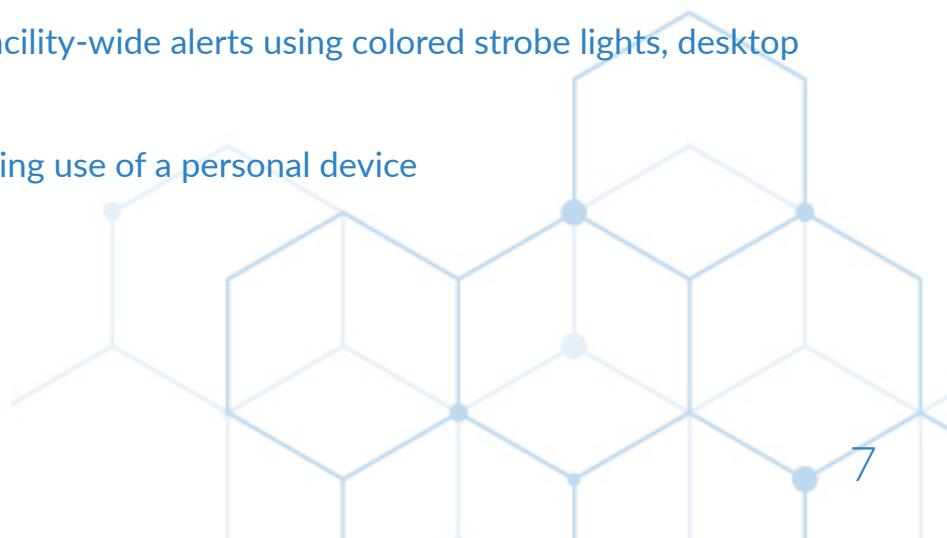 acility-wide alerts using colored strobe lights, desktop
ing use of a personal device
7